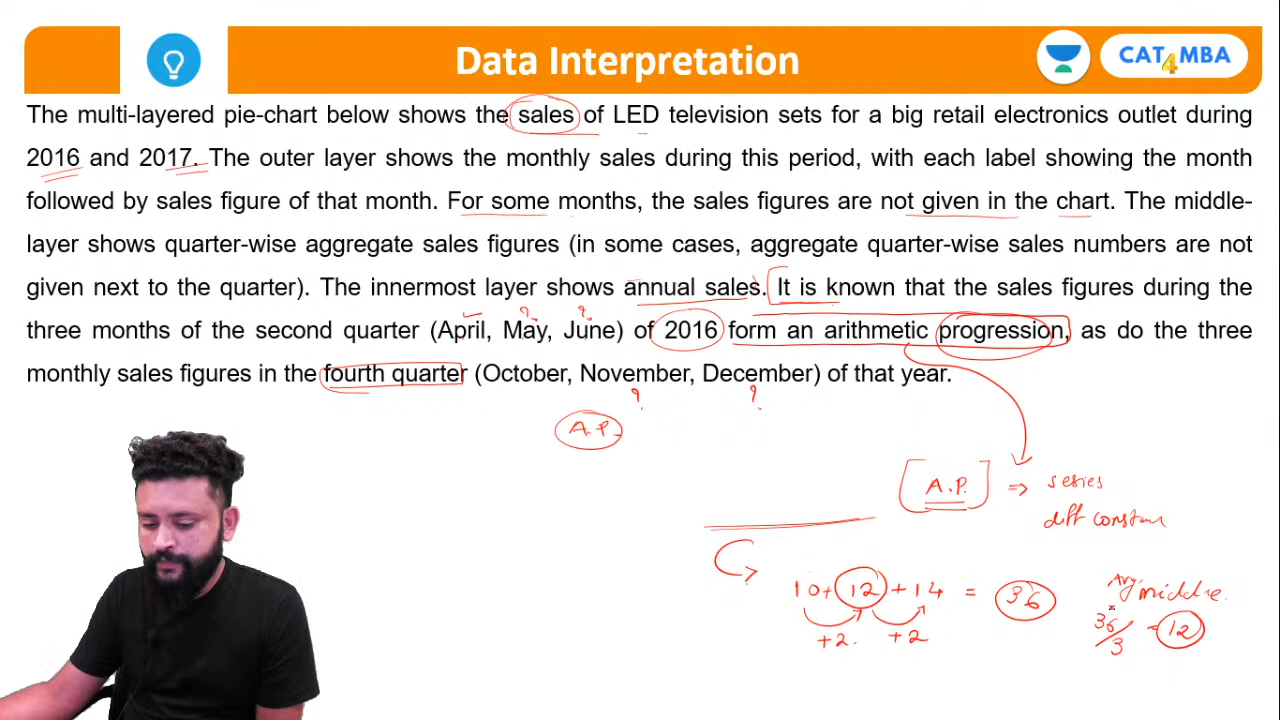 Data Interpretation
CAT4MBA
The multi-layered pie-chart below shows the sales of LED television sets for a big retail electronics outlet during
2016 and 2017. The outer layer shows the monthly sales during this period, with each label showing the month
followed by sales figure of that month. For some months, the sales figures are not given in the chart. The middle-
layer shows quarter-wise aggregate sales figures (in some cases, aggregate quarter-wise sales numbers are not
given next to the quarter). The innermost layer shows annual sales. It is known that the sales figures during the
? ?
three months of the second quarter (April, May, June) of 2016 form an arithmetic progression, as do the three
monthly sales figures in the fourth quarter (October, November, December) of that year.
? ?
A.P.
[A.P.] ⇒ series
diff constant
10+12+14 = 36
+2. +2
Avg middle.
36/3 = 12